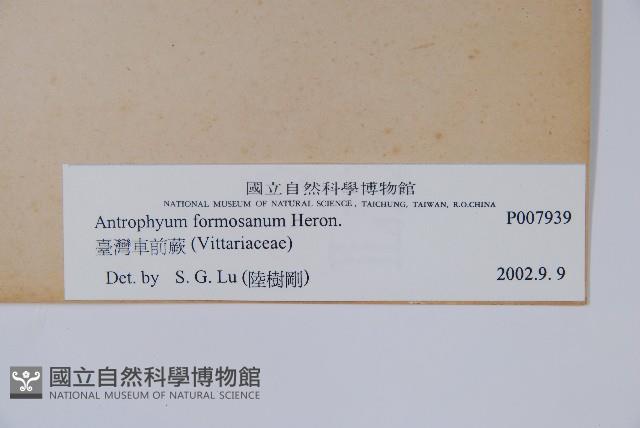 國立自然科學博物館
NATIONAL MUSEUM OF NATURAL SCIENCE, TAICHUNG, TAIWAN, R.O.CHINA
Antrophyum formosanum Heron. P007939
臺灣車前蕨 (Vittariaceae)
Det. by S. G. Lu (陸樹剛) 2002.9. 9
國立自然科學博物館
NATIONAL MUSEUM OF NATURAL SCIENCE